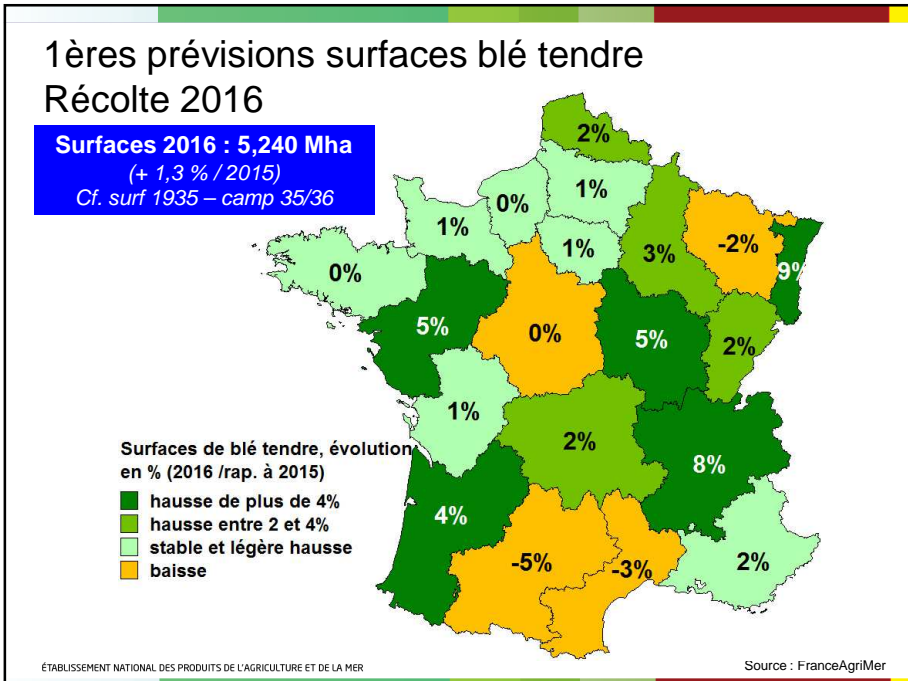 1ères prévisions surfaces blé tendre
Récolte 2016
Surfaces 2016 : 5,240 Mha
(+ 1,3 % / 2015)
Cf. surf 1935 – camp 35/36
2%
1%
0%
1%
1%
3%
-2%
9%
0%
5%
0%
5%
2%
1%
2%
8%
4%
-5%
-3%
2%
Surfaces de blé tendre, évolution
en % (2016 /rap. à 2015)
hausse de plus de 4%
hausse entre 2 et 4%
stable et légère hausse
baisse
ÉTABLISSEMENT NATIONAL DES PRODUITS DE L'AGRICULTURE ET DE LA MER
Source : FranceAgriMer